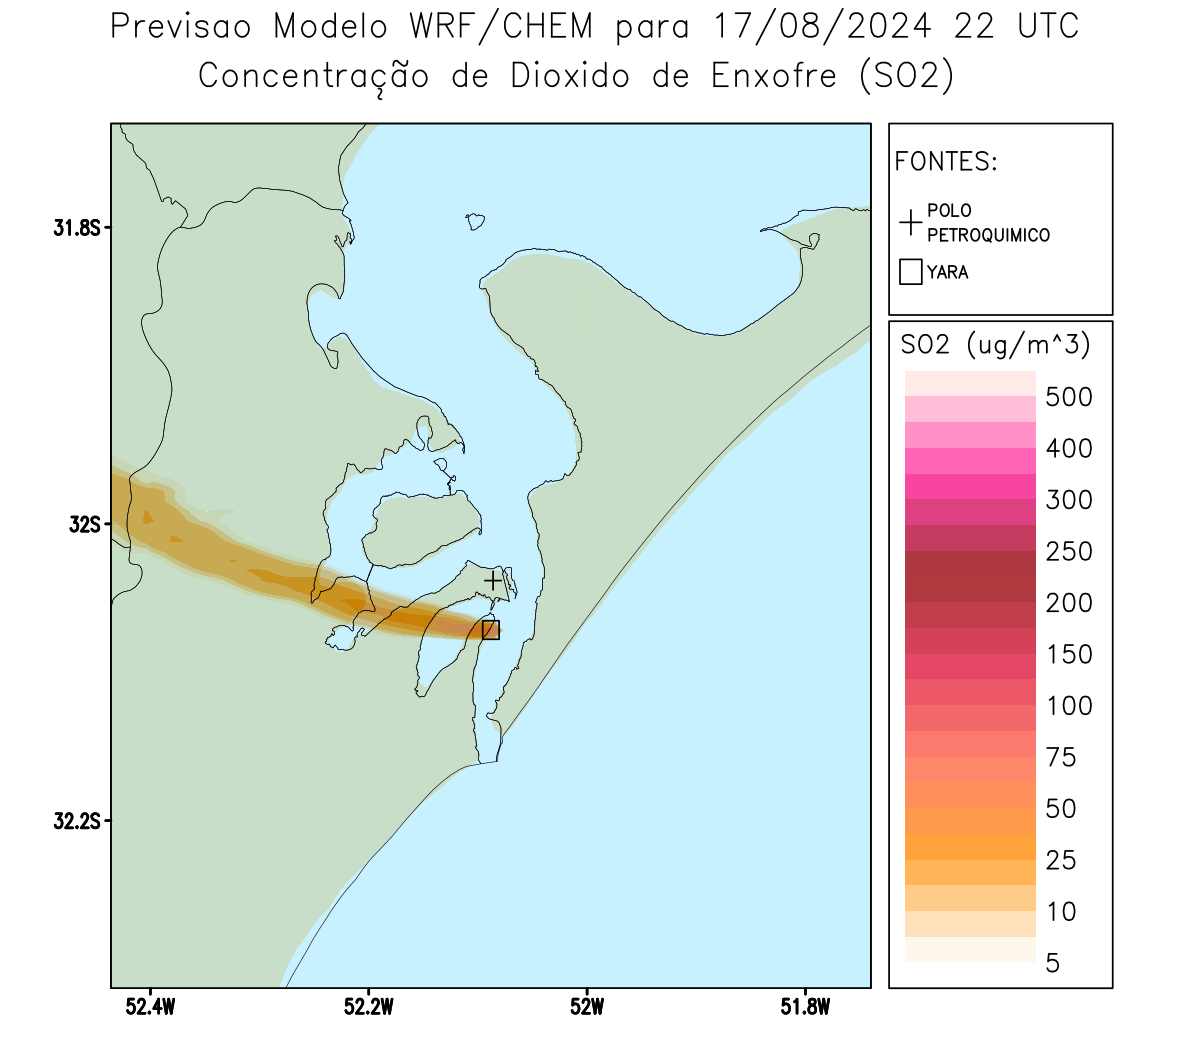 Previsao Modelo WRF/CHEM para 17/08/2024 22 UTC
Concentração de Dioxido de Enxofre (SO2)
FONTES:
POLO
PETROQUIMICO
YARA
SO2 (ug/m^3)
500
400
300
250
200
150
100
75
50
25
10
5
31.8S
32S
32.2S
52.4W
52.2W
52W
51.8W